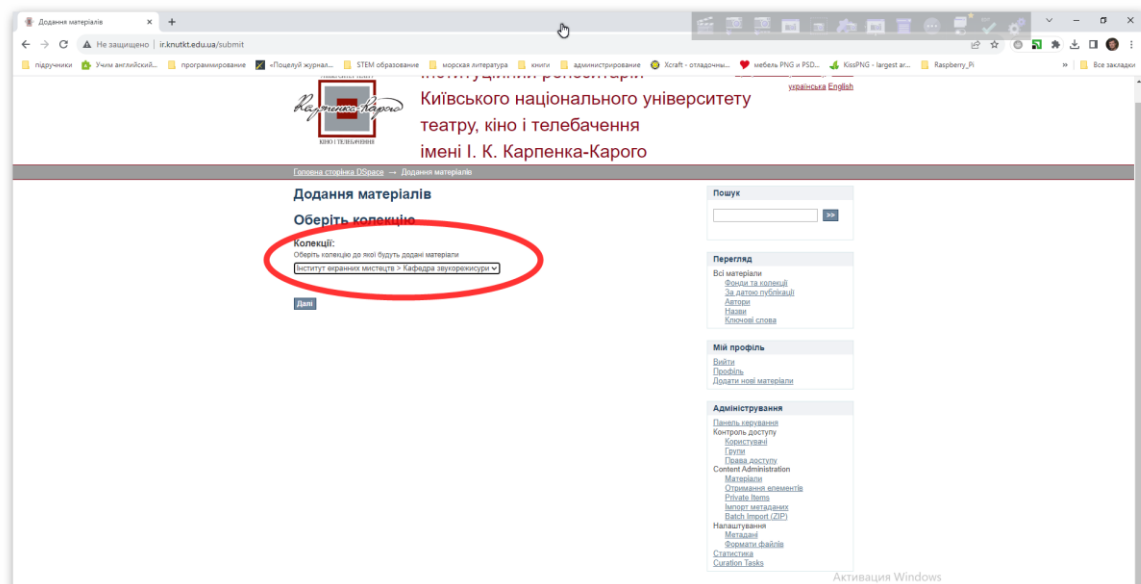 Додання матеріалів
Не защищено | ir.knutkt.edu.ua/submit
підручники Учим английский... программирование «Поцелуй журнал... STEM образование морская литература книги администрирование Xcraft - отладочны... мебель PNG и PSD... KissPNG - largest ar... Raspberry_Pi » Все закладки
українська English
Київського національного університету
театру, кіно і телебачення
імені І. К. Карпенка-Карого
КІНО І ТЕЛЕБАЧЕННЯ
Головна сторінка DSpace → Додання матеріалів
Додання матеріалів
Оберіть колекцію
Колекції:
Оберіть колекцію до якої будуть додані матеріали
Інститут екранних мистецтв > Кафедра звукорежисури
Далі
Пошук
>>
Перегляд
Всі матеріали
Фонди та колекції
За датою публікації
Автори
Назви
Ключові слова
Мій профіль
Вийти
Профіль
Додати нові матеріали
Адміністрування
Панель керування
Контроль доступу
Користувачі
Групи
Права доступу
Content Administration
Матеріали
Отримання елементів
Private Items
Імпорт метаданих
Batch Import (ZIP)
Налаштування
Метадані
Формати файлів
Статистика
Curation Tasks
Активация Windows